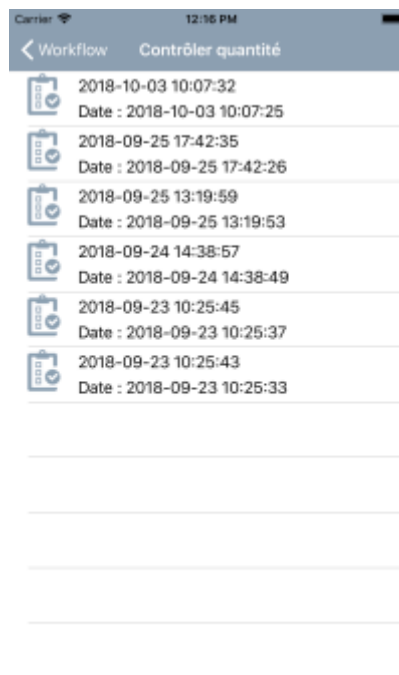 Carrier 12:16 PM
Workflow Contrôler quantité
2018-10-03 10:07:32
Date : 2018-10-03 10:07:25
2018-09-25 17:42:35
Date : 2018-09-25 17:42:26
2018-09-25 13:19:59
Date : 2018-09-25 13:19:53
2018-09-24 14:38:57
Date : 2018-09-24 14:38:49
2018-09-23 10:25:45
Date : 2018-09-23 10:25:37
2018-09-23 10:25:43
Date : 2018-09-23 10:25:33